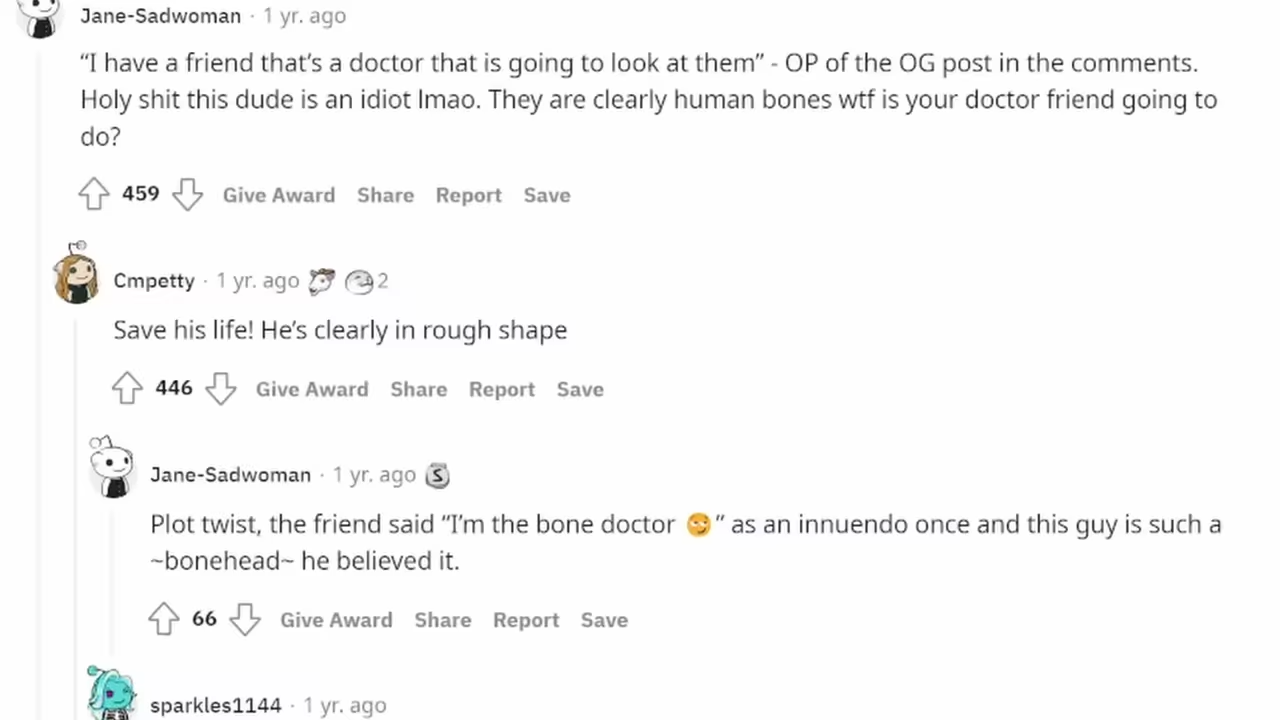 Jane-Sadwoman · 1 yr. ago
“I have a friend that’s a doctor that is going to look at them” - OP of the OG post in the comments.
Holy shit this dude is an idiot lmao. They are clearly human bones wtf is your doctor friend going to
do?
459 Give Award Share Report Save
Cmpetty · 1 yr. ago 2
Save his life! He’s clearly in rough shape
446 Give Award Share Report Save
Jane-Sadwoman · 1 yr. ago S
Plot twist, the friend said “I’m the bone doctor 😏” as an innuendo once and this guy is such a
~bonehead~ he believed it.
66 Give Award Share Report Save
sparkles1144 · 1 yr. ago